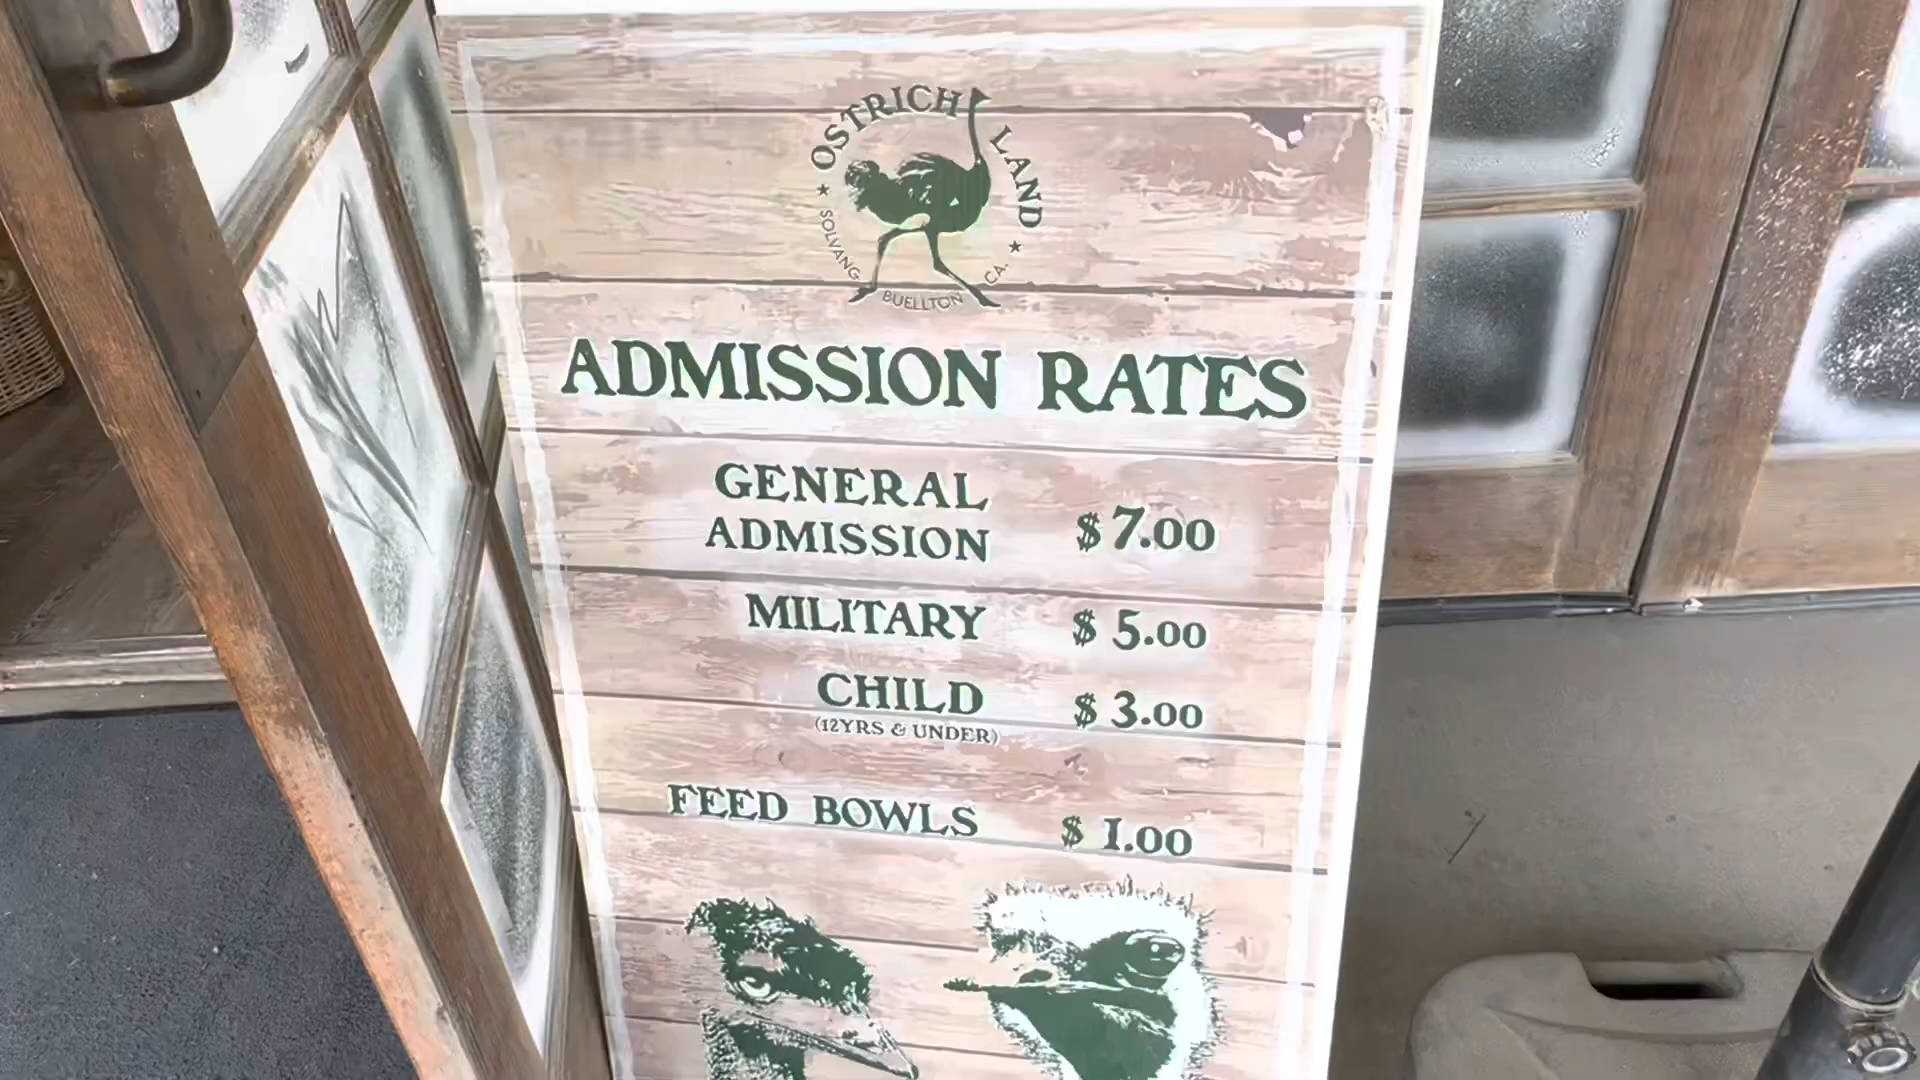 OSTRICH LAND
SOLVANG BUELLTON CA.
ADMISSION RATES
GENERAL
ADMISSION $7.00
MILITARY $5.00
CHILD $3.00
(12YRS & UNDER)
FEED BOWLS $1.00